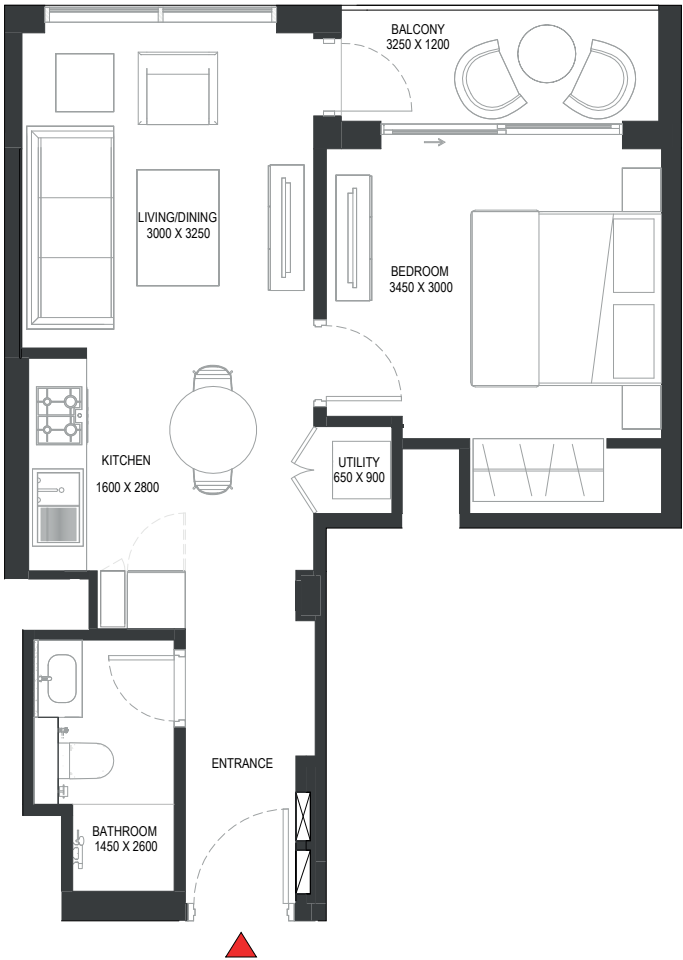 BALCONY
3250 X 1200
LIVING/DINING
3000 X 3250
BEDROOM
3450 X 3000
KITCHEN
1600 X 2800
UTILITY
650 X 900
ENTRANCE
BATHROOM
1450 X 2600